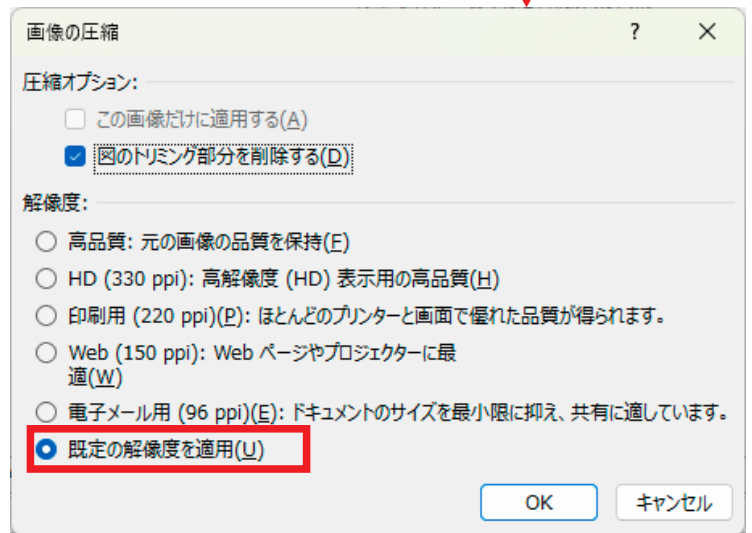 画像の圧縮 ? ×
圧縮オプション:
この画像だけに適用する(A)
図のトリミング部分を削除する(D)
解像度:
高品質: 元の画像の品質を保持(F)
HD (330 ppi): 高解像度 (HD) 表示用の高品質(H)
印刷用 (220 ppi)(P): ほとんどのプリンターと画面で優れた品質が得られます。
Web (150 ppi): Web ページやプロジェクターに最
適(W)
電子メール用 (96 ppi)(E): ドキュメントのサイズを最小限に抑え、共有に適しています。
既定の解像度を適用(U)
OK キャンセル